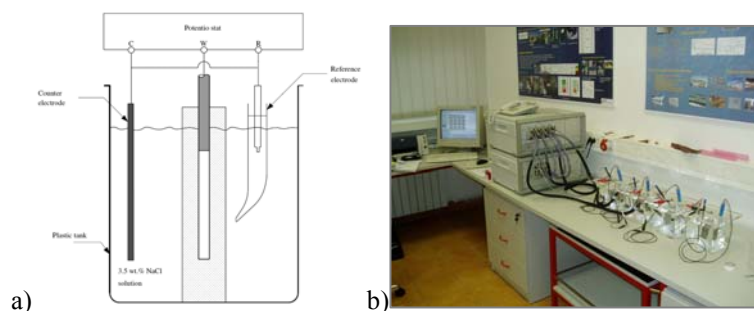 Potentio stat
C
W
R
Reference
electrode
Counter
electrode
Plastic tank
3.5 wt.% NaCl
solution
a)
b)